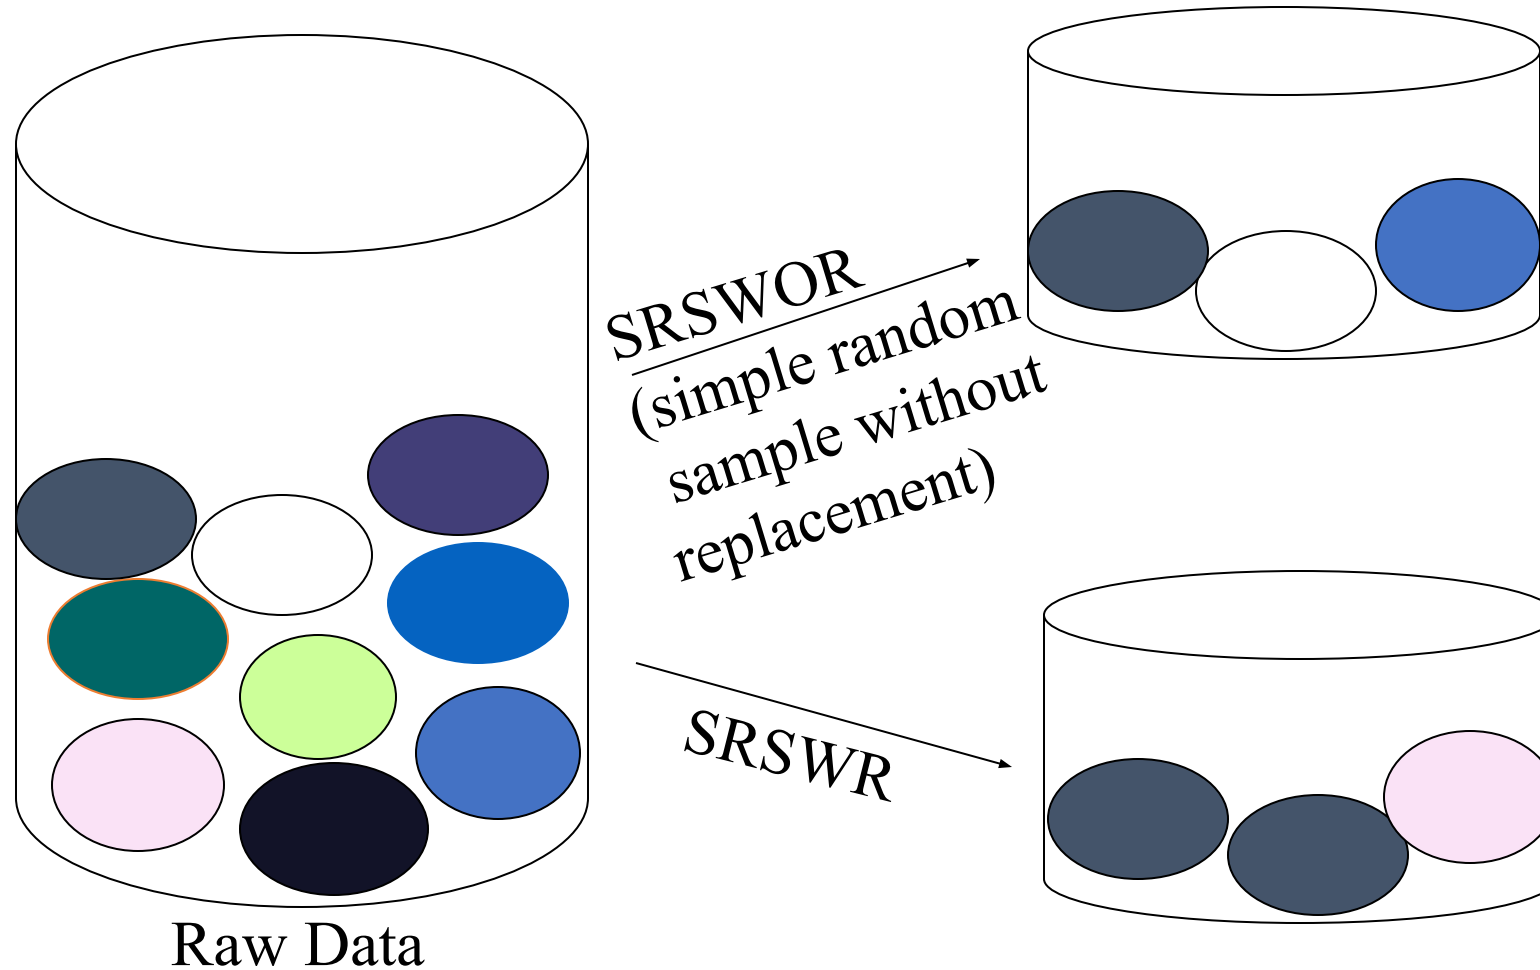 SRSWOR
(simple random
sample without
replacement)
SRSWR
Raw Data